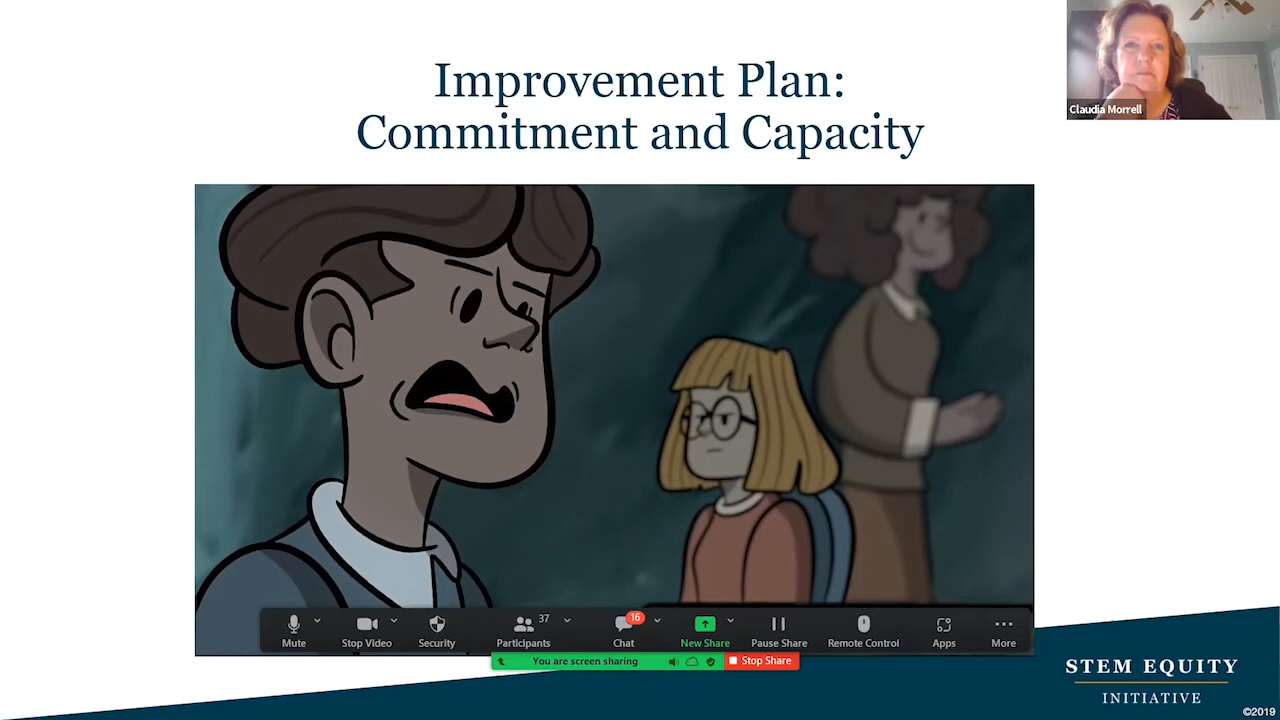 Improvement Plan:
Commitment and Capacity
Claudia Morrell
37
16
Mute
Stop Video
Security
Participants
Chat
New Share
Pause Share
Remote Control
Apps
More
You are screen sharing
Stop Share
STEM EQUITY
INITIATIVE
©2019